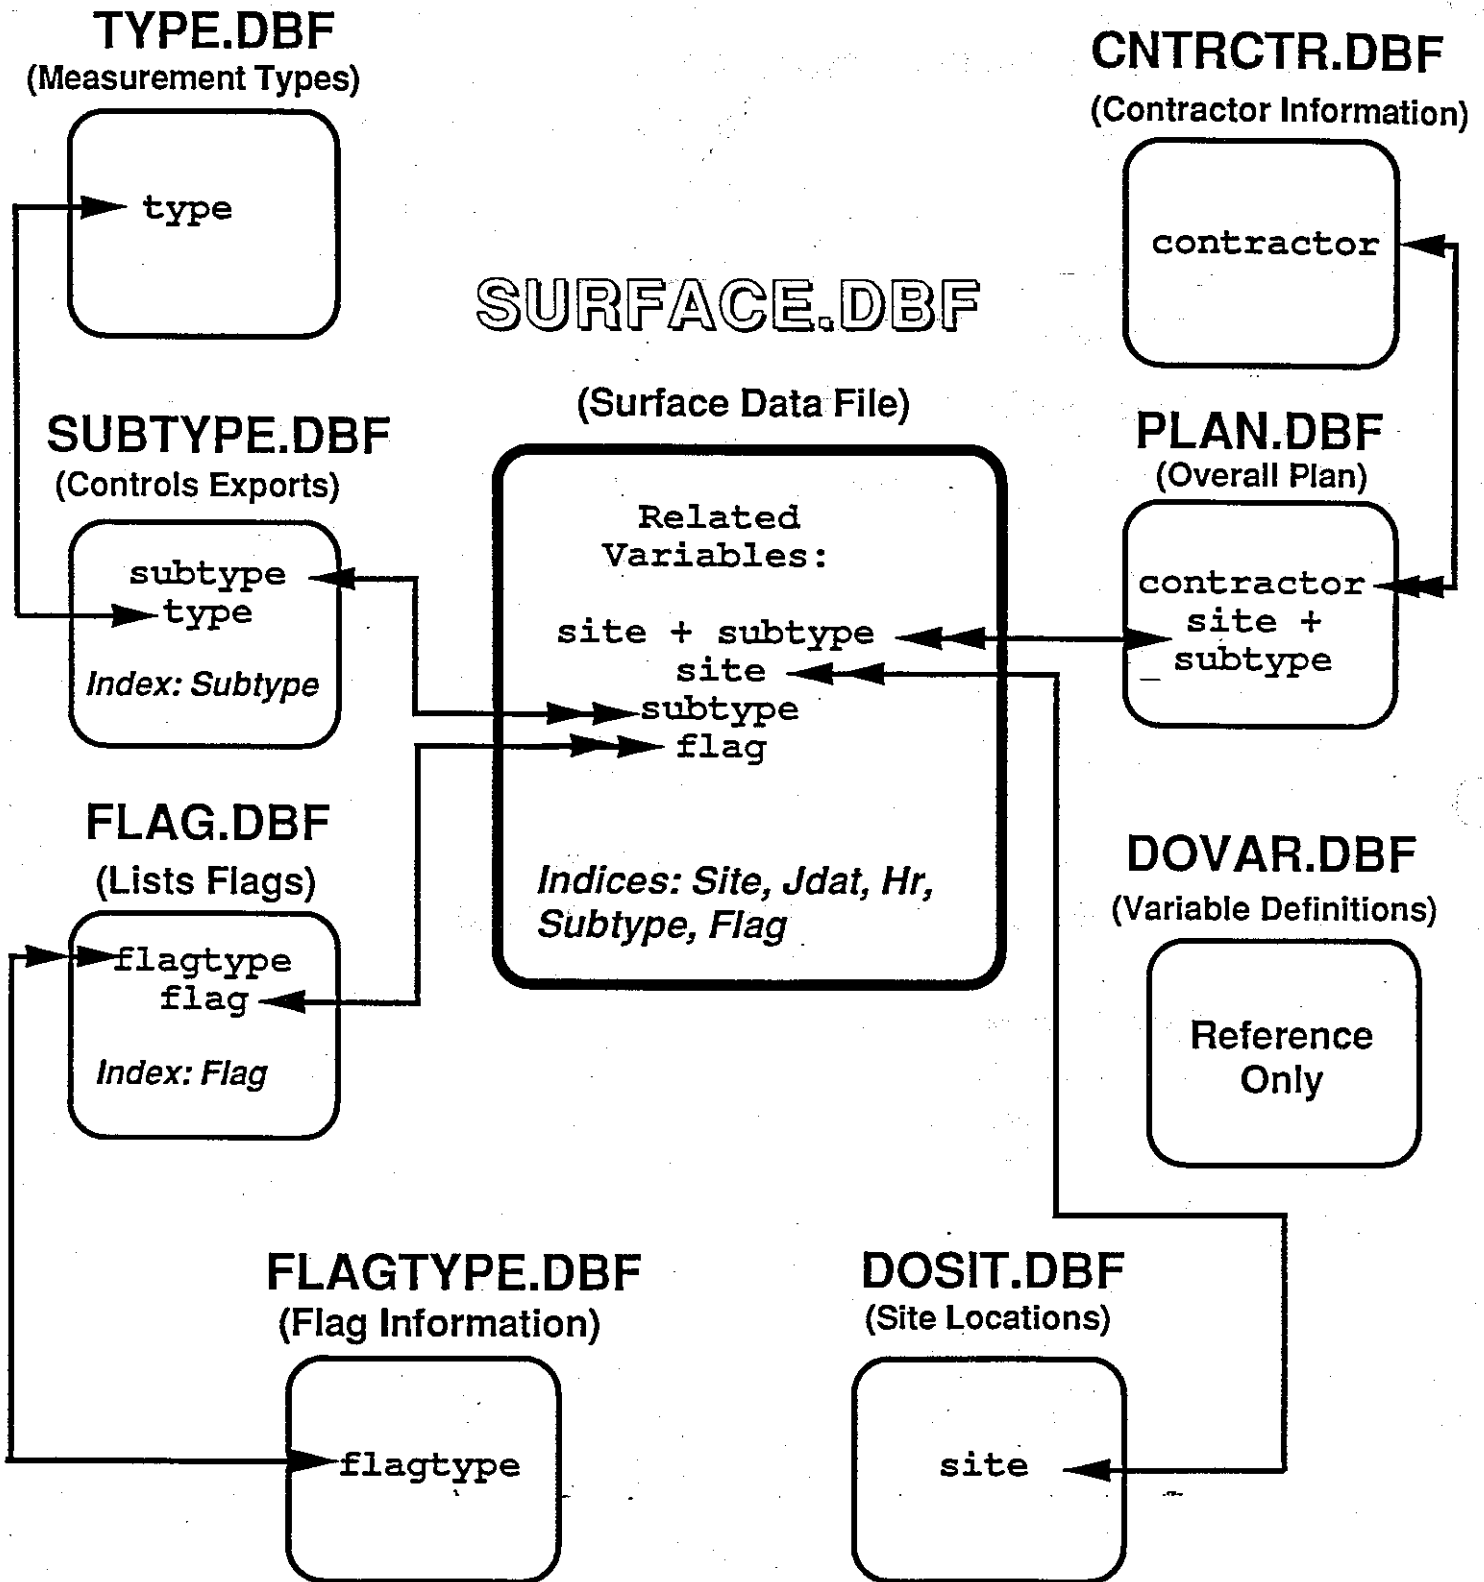 TYPE.DBF
(Measurement Types)
type
CNTRCTR.DBF
(Contractor Information)
contractor
SURFACE.DBF
(Surface Data File)
Related
Variables:
site + subtype
site
subtype
flag
Indices: Site, Jdat, Hr,
Subtype, Flag
SUBTYPE.DBF
(Controls Exports)
subtype
type
Index: Subtype
PLAN.DBF
(Overall Plan)
contractor
site +
_ subtype
FLAG.DBF
(Lists Flags)
flagtype
flag
Index: Flag
DOVAR.DBF
(Variable Definitions)
Reference
Only
FLAGTYPE.DBF
(Flag Information)
flagtype
DOSIT.DBF
(Site Locations)
site